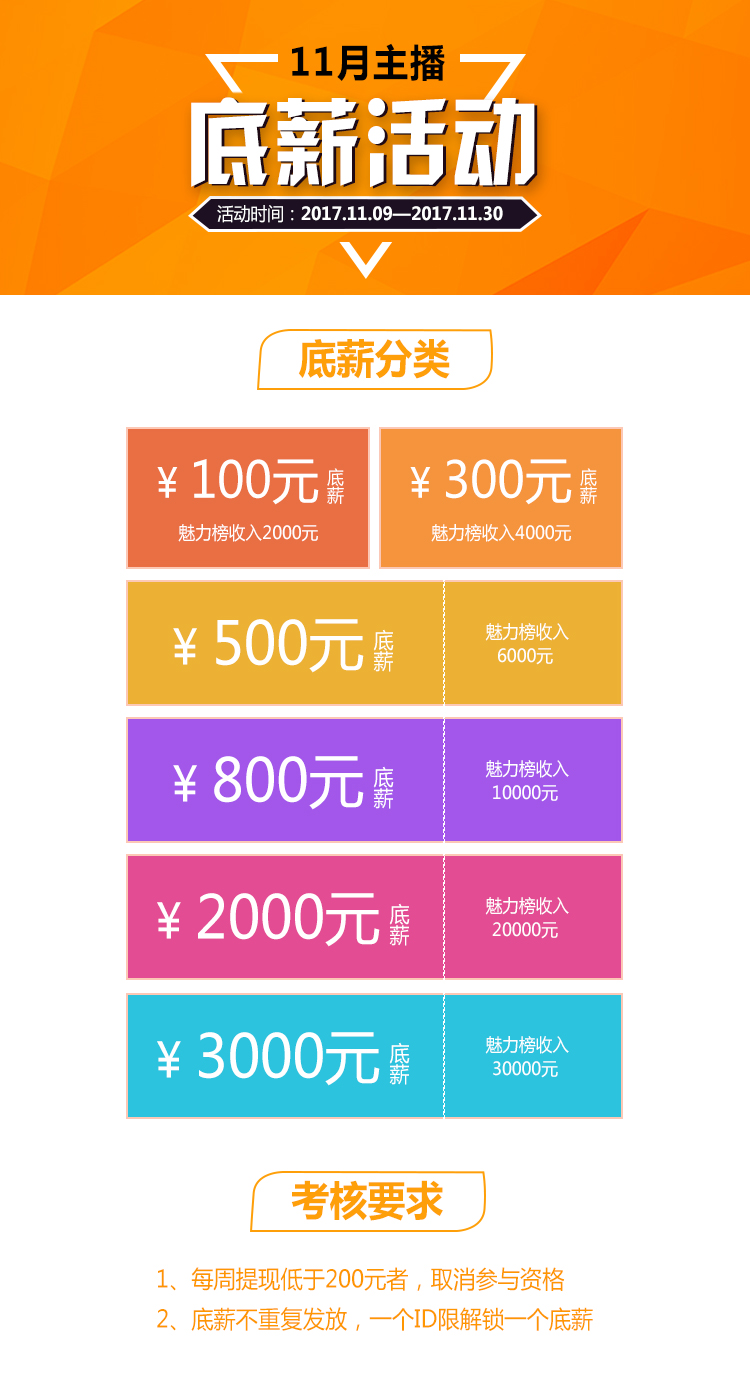 11月主播
底薪活动
活动时间：2017.11.09—2017.11.30
底薪分类
￥100元底薪
魅力榜收入2000元
￥300元底薪
魅力榜收入4000元
￥500元底薪
魅力榜收入
6000元
￥800元底薪
魅力榜收入
10000元
￥2000元底薪
魅力榜收入
20000元
￥3000元底薪
魅力榜收入
30000元
考核要求
1、每周提现低于200元者，取消参与资格
2、底薪不重复发放，一个ID限解锁一个底薪